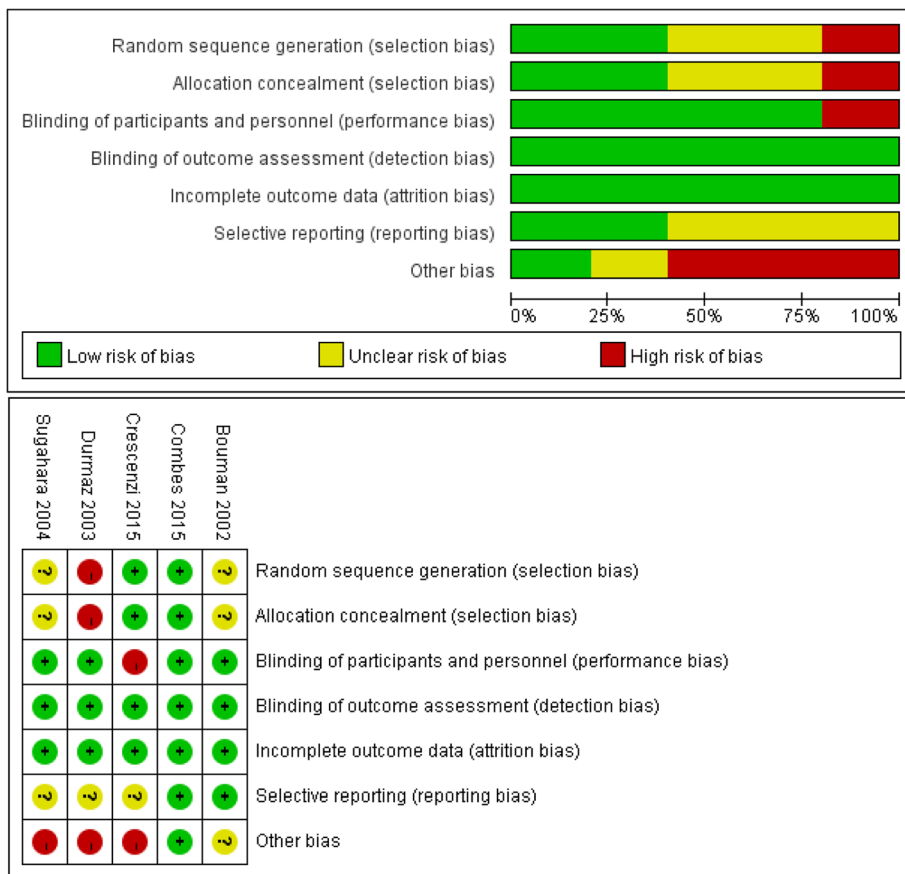 Random sequence generation (selection bias)
Allocation concealment (selection bias)
Blinding of participants and personnel (performance bias)
Blinding of outcome assessment (detection bias)
Incomplete outcome data (attrition bias)
Selective reporting (reporting bias)
Other bias
0% 25% 50% 75% 100%
Low risk of bias Unclear risk of bias High risk of bias
Sugahara 2004
Durmaz 2003
Crescenzi 2015
Combes 2015
Bouman 2002
? - + + ? Random sequence generation (selection bias)
? - + + ? Allocation concealment (selection bias)
+ + - + + Blinding of participants and personnel (performance bias)
+ + + + + Blinding of outcome assessment (detection bias)
+ + + + + Incomplete outcome data (attrition bias)
? ? ? + + Selective reporting (reporting bias)
- - - + ? Other bias